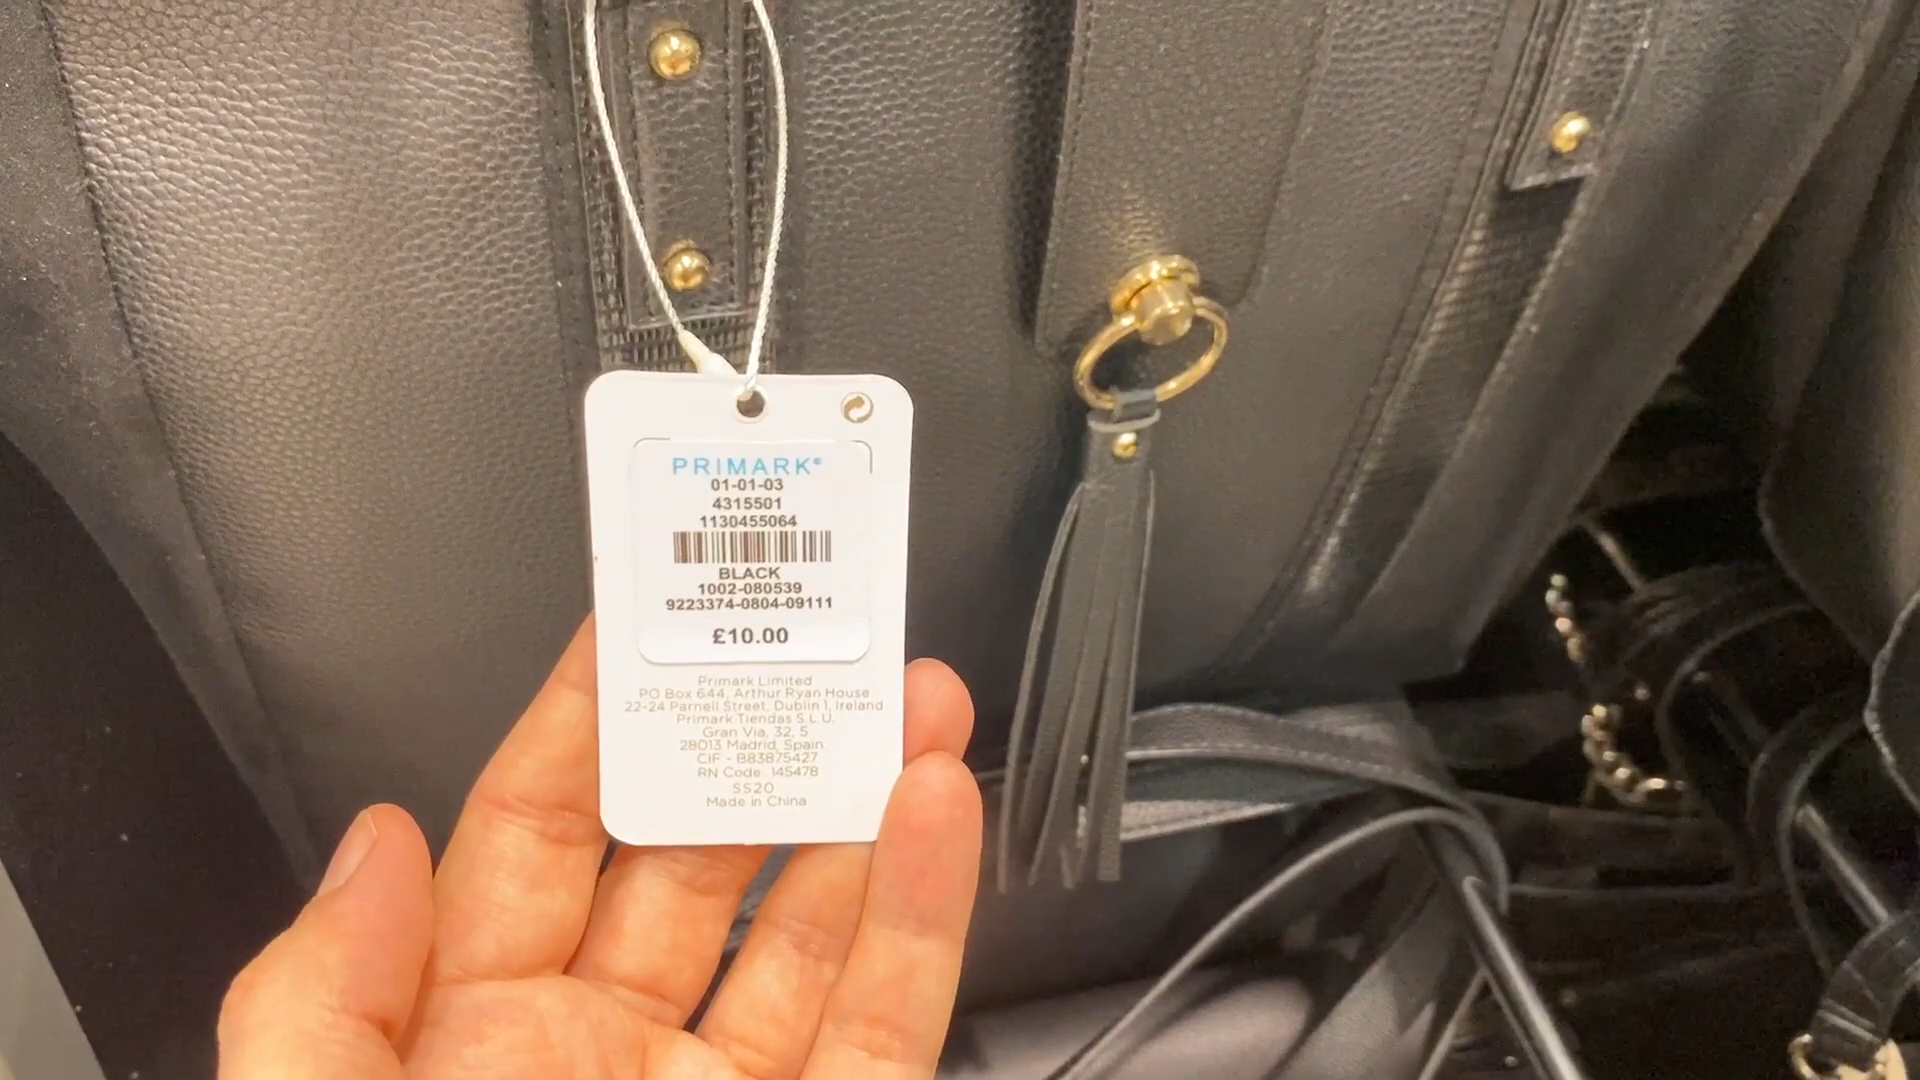 PRIMARK®
01-01-03
4315501
1130455064
BLACK
1002-080539
9223374-0804-09111
£10.00
Primark Limited
PO Box 644, Arthur Ryan House
22-24 Parnell Street, Dublin 1, Ireland
Primark Tiendas S.L.U.
Gran Via, 32, 5
28013 Madrid, Spain.
CIF - B83875427
RN Code: 145478
SS20
Made in China